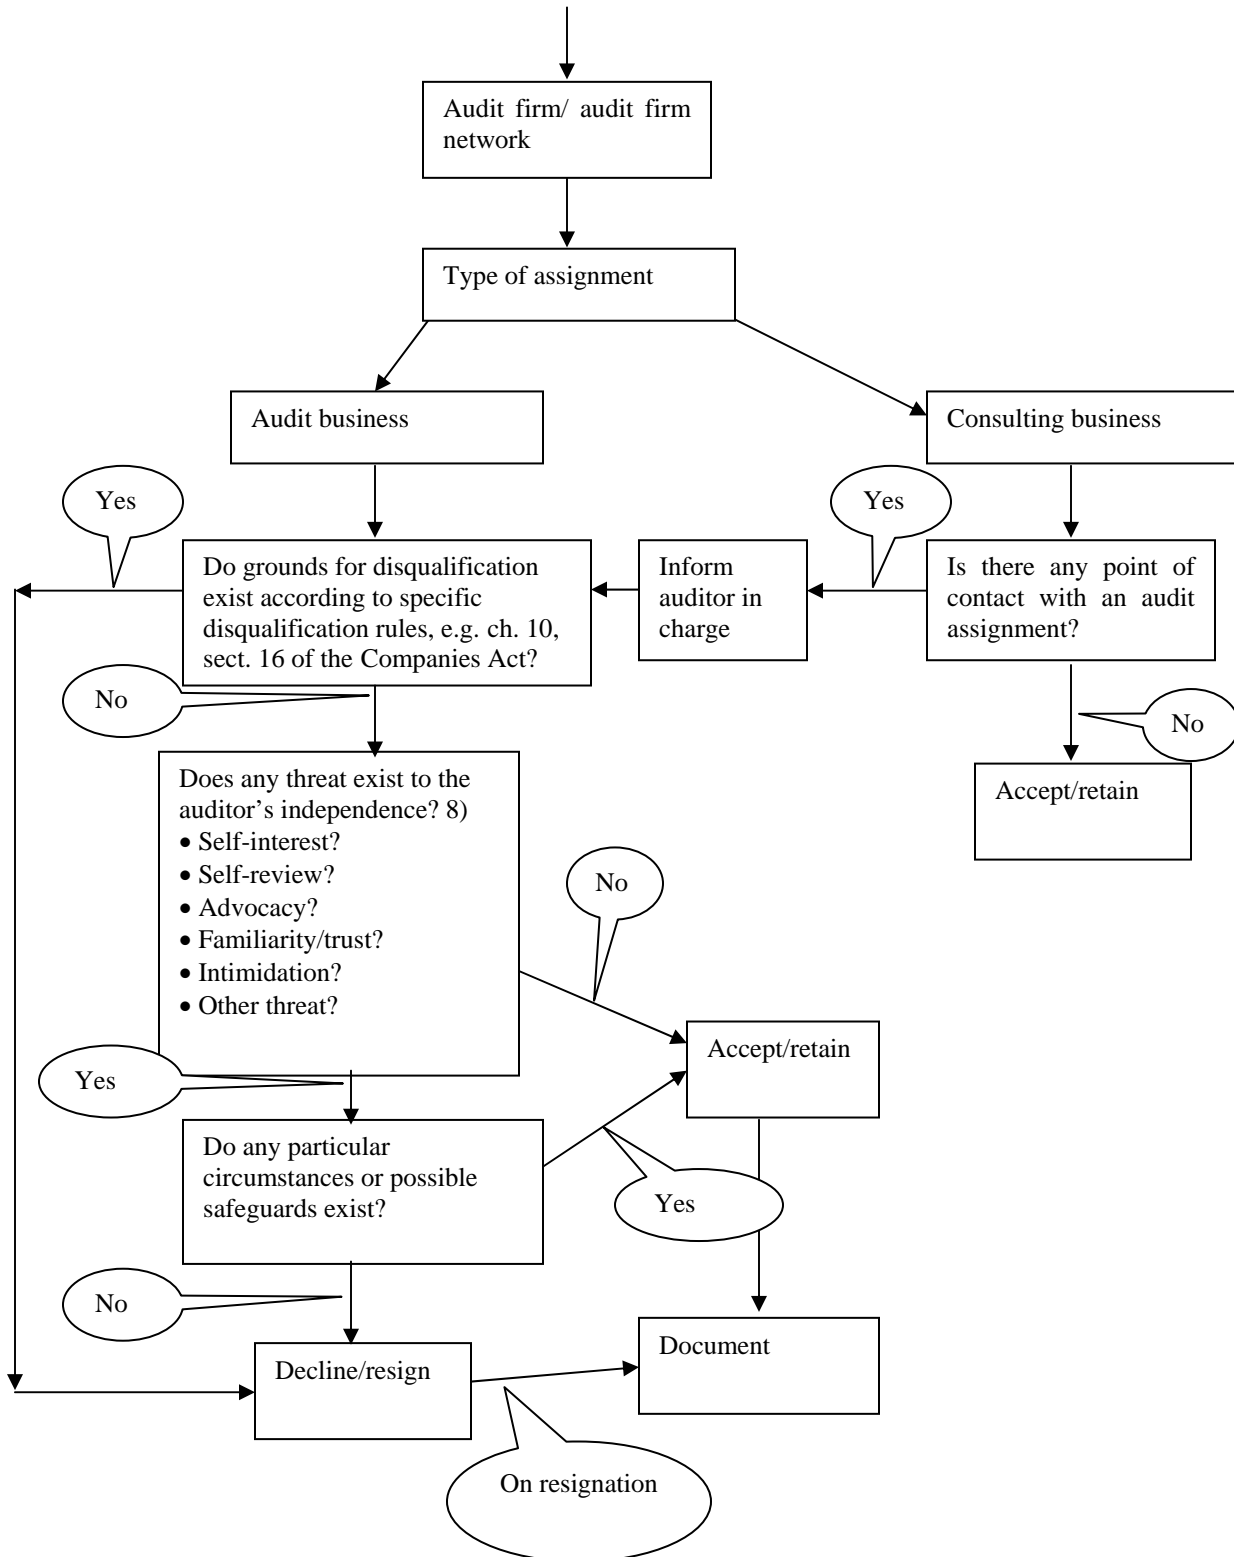 Audit firm/ audit firm
network
Type of assignment
Audit business
Consulting business
Yes
Yes
Do grounds for disqualification
exist according to specific
disqualification rules, e.g. ch. 10,
sect. 16 of the Companies Act?
Inform
auditor in
charge
Is there any point of
contact with an audit
assignment?
No
No
Does any threat exist to the
auditor’s independence? 8)
• Self-interest?
• Self-review?
• Advocacy?
• Familiarity/trust?
• Intimidation?
• Other threat?
Accept/retain
No
Accept/retain
Yes
Do any particular
circumstances or possible
safeguards exist?
Yes
No
Decline/resign
Document
On resignation